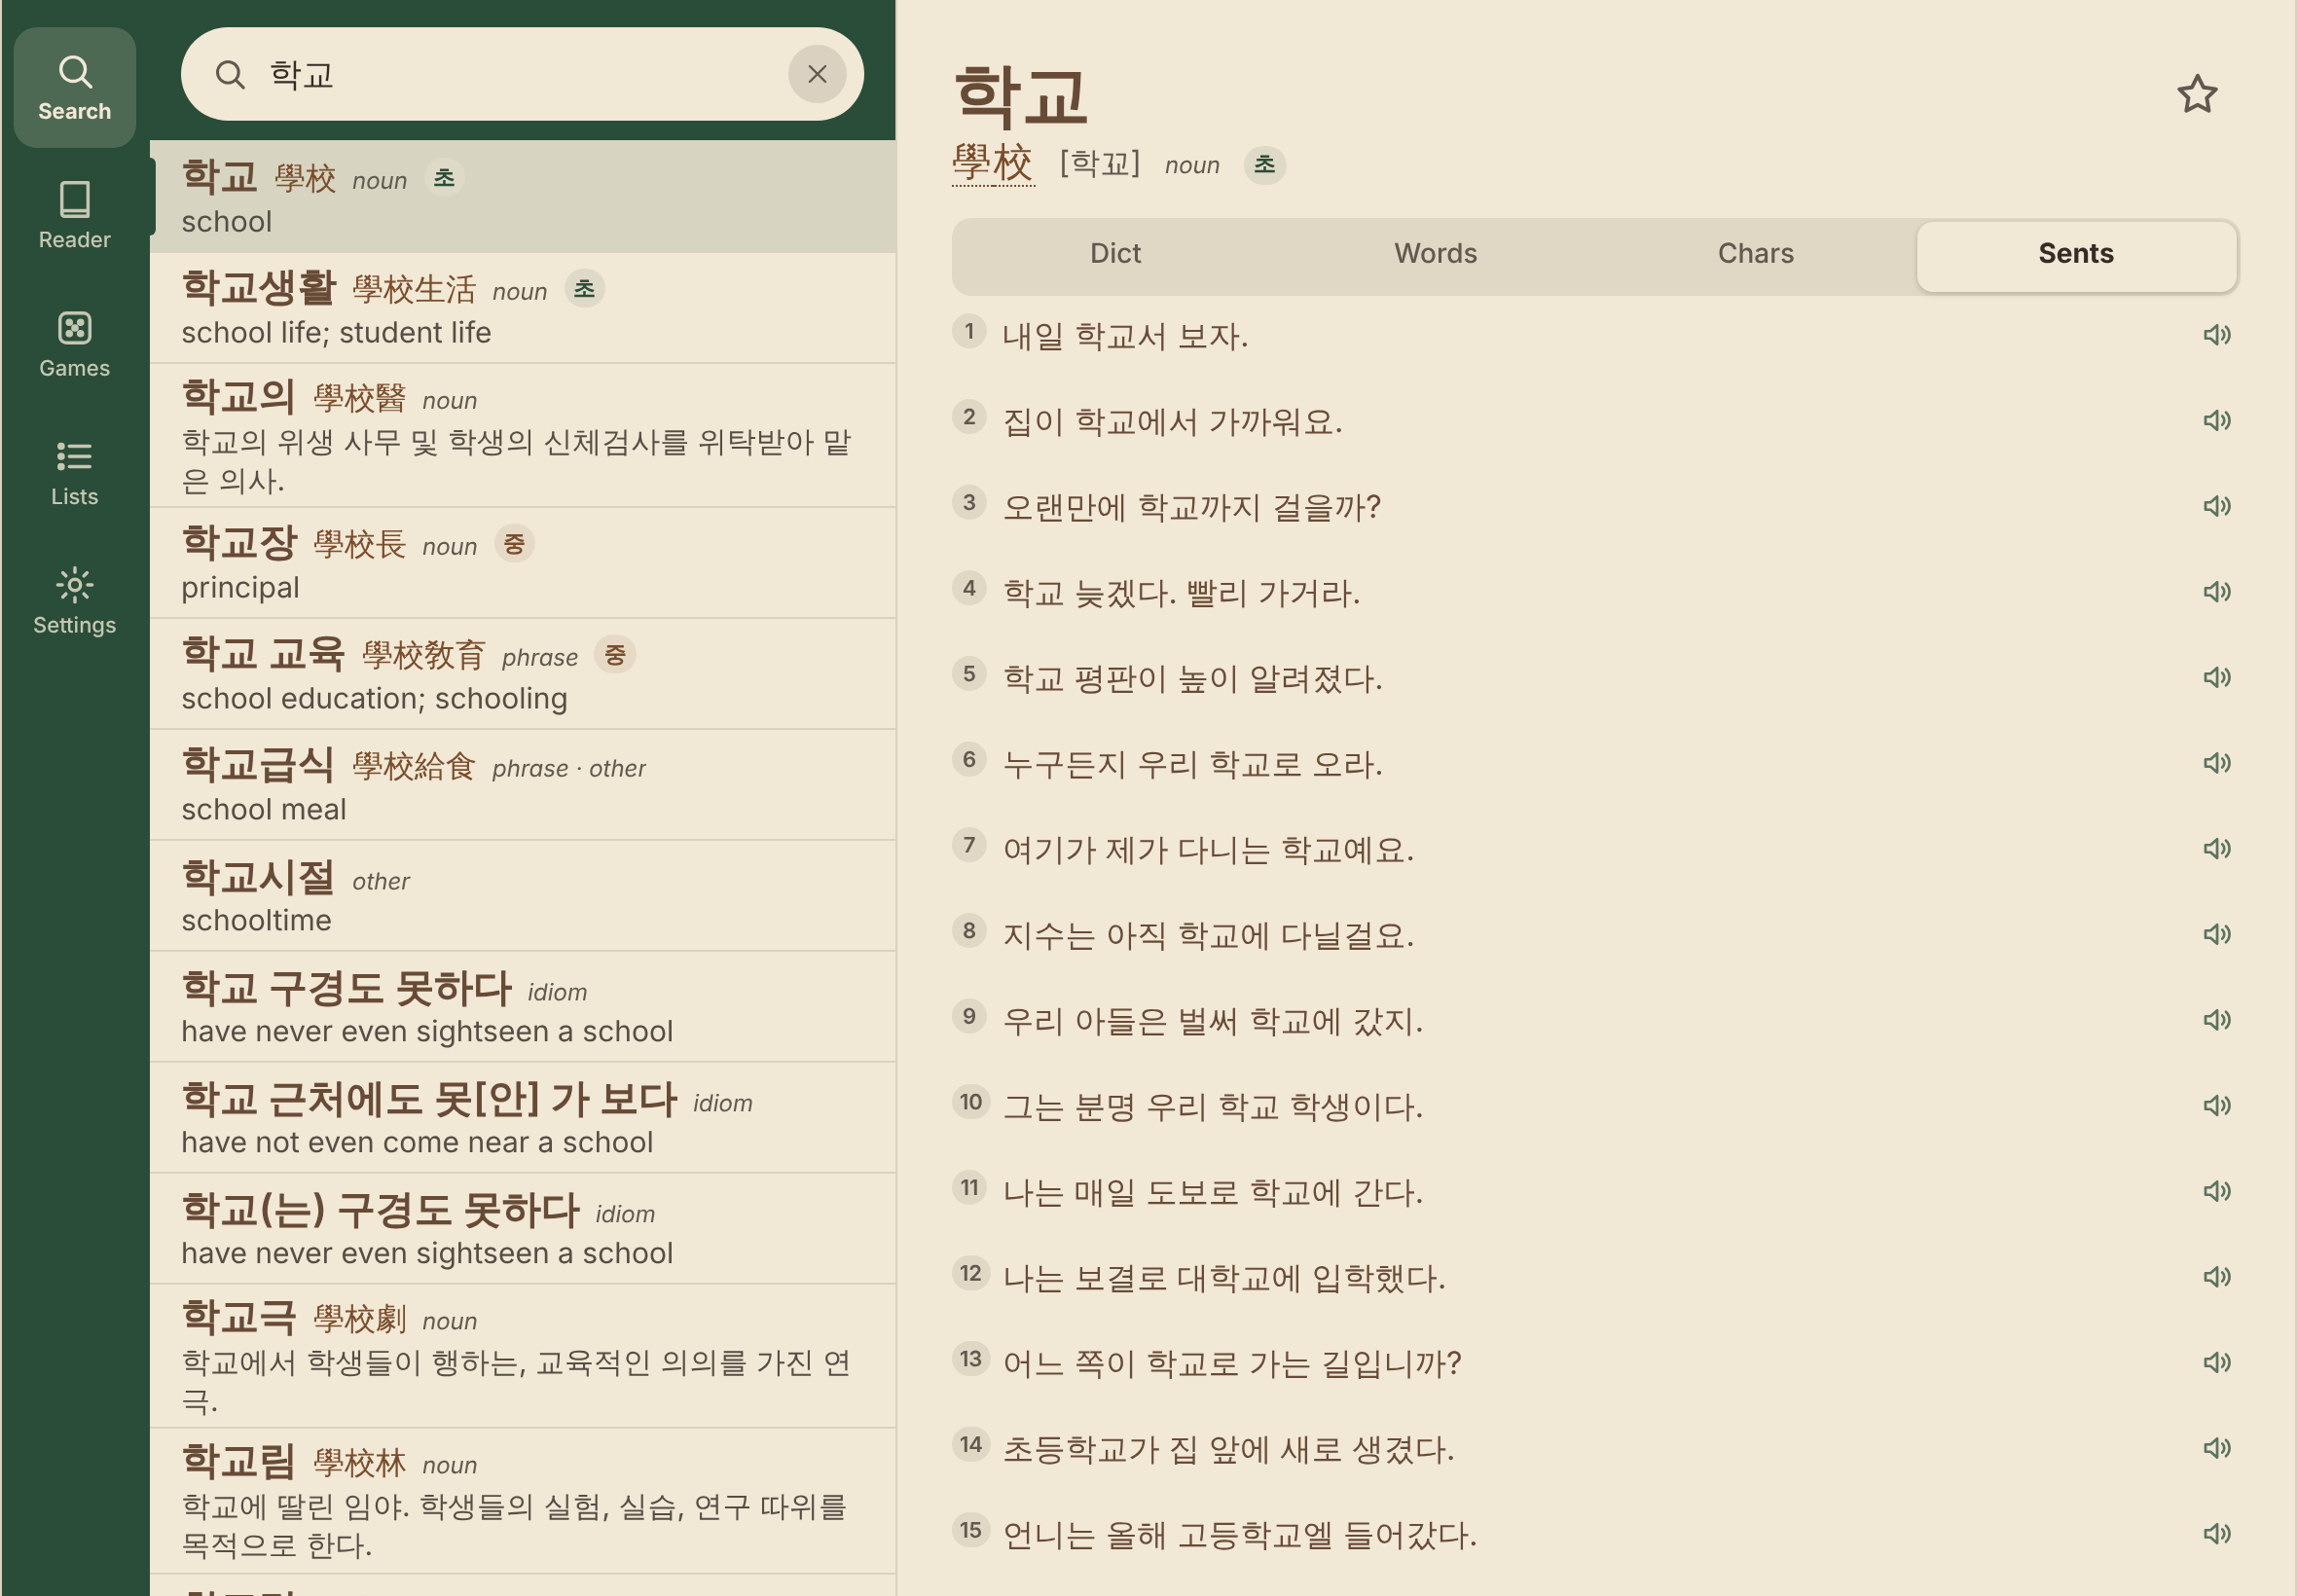 Search
Reader
Games
Lists
Settings
학교
학교 學校 noun 초
school
학교생활 學校生活 noun 초
school life; student life
학교의 學校醫 noun
학교의 위생 사무 및 학생의 신체검사를 위탁받아 맡
은 의사.
학교장 學校長 noun 중
principal
학교 교육 學校敎育 phrase 중
school education; schooling
학교급식 學校給食 phrase · other
school meal
학교시절 other
schooltime
학교 구경도 못하다 idiom
have never even sightseen a school
학교 근처에도 못[안] 가 보다 idiom
have not even come near a school
학교(는) 구경도 못하다 idiom
have never even sightseen a school
학교극 學校劇 noun
학교에서 학생들이 행하는, 교육적인 의의를 가진 연
극.
학교림 學校林 noun
학교에 딸린 임야. 학생들의 실험, 실습, 연구 따위를
목적으로 한다.
학교
學校 [학꾜] noun 초
Dict Words Chars Sents
1 내일 학교서 보자.
2 집이 학교에서 가까워요.
3 오랜만에 학교까지 걸을까?
4 학교 늦겠다. 빨리 가거라.
5 학교 평판이 높이 알려졌다.
6 누구든지 우리 학교로 오라.
7 여기가 제가 다니는 학교예요.
8 지수는 아직 학교에 다닐걸요.
9 우리 아들은 벌써 학교에 갔지.
10 그는 분명 우리 학교 학생이다.
11 나는 매일 도보로 학교에 간다.
12 나는 보결로 대학교에 입학했다.
13 어느 쪽이 학교로 가는 길입니까?
14 초등학교가 집 앞에 새로 생겼다.
15 언니는 올해 고등학교엘 들어갔다.